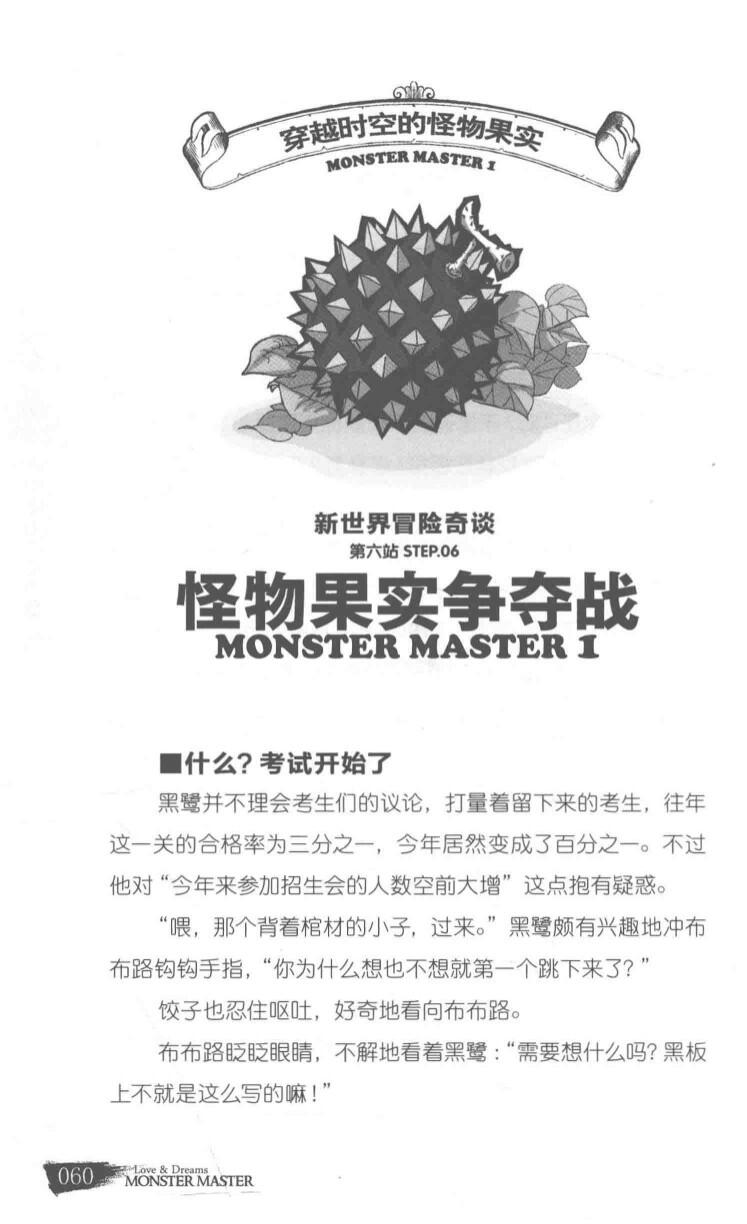 穿越时空的怪物果实
MONSTER MASTER 1
新世界冒险奇谈
第六站 STEP.06
怪物果实争夺战
MONSTER MASTER 1
■什么？考试开始了
黑鹭并不理会考生们的议论，打量着留下来的考生，往年
这一关的合格率为三分之一，今年居然变成了百分之一。不过
他对“今年来参加招生会的人数空前大增”这点抱有疑惑。
“喂，那个背着棺材的小子，过来。”黑鹭颇有兴趣地冲布
布路钩钩手指，“你为什么想也不想就第一个跳下来了？”
饺子也忍住呕吐，好奇地看向布布路。
布布路眨眨眼睛，不解地看着黑鹭：“需要想什么吗？黑板
上不就是这么写的嘛！”
060
Love & Dreams
MONSTER MASTER